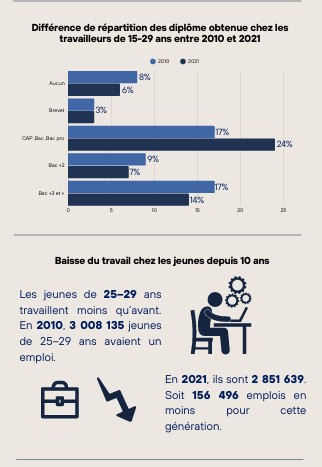 Différence de répartition des diplôme obtenue chez les
travailleurs de 15-29 ans entre 2010 et 2021
2010 2021
Aucun 8%
6%
Brevet 3%
CAP ,Bac ,Bac pro 17%
24%
Bac +2 9%
7%
Bac +3 et + 17%
14%
0 5 10 15 20 25
Baisse du travail chez les jeunes depuis 10 ans
Les jeunes de 25–29 ans
travaillent moins qu'avant.
En 2010, 3 008 135 jeunes
de 25–29 ans avaient un
emploi.
En 2021, ils sont 2 851 639.
Soit 156 496 emplois en
moins pour cette
génération.